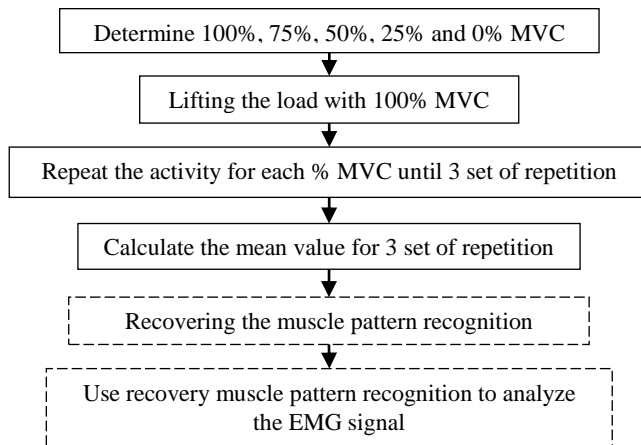 Determine 100%, 75%, 50%, 25% and 0% MVC
Lifting the load with 100% MVC
Repeat the activity for each % MVC until 3 set of repetition
Calculate the mean value for 3 set of repetition
Recovering the muscle pattern recognition
Use recovery muscle pattern recognition to analyze
the EMG signal